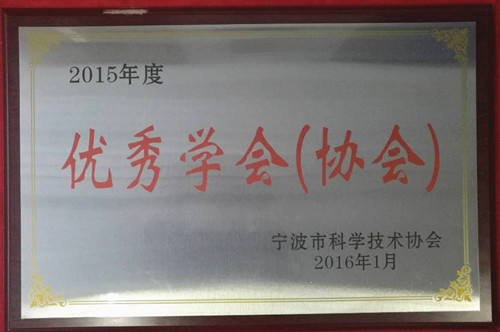 2015年度
优秀学会(协会)
宁波市科学技术协会
2016年1月